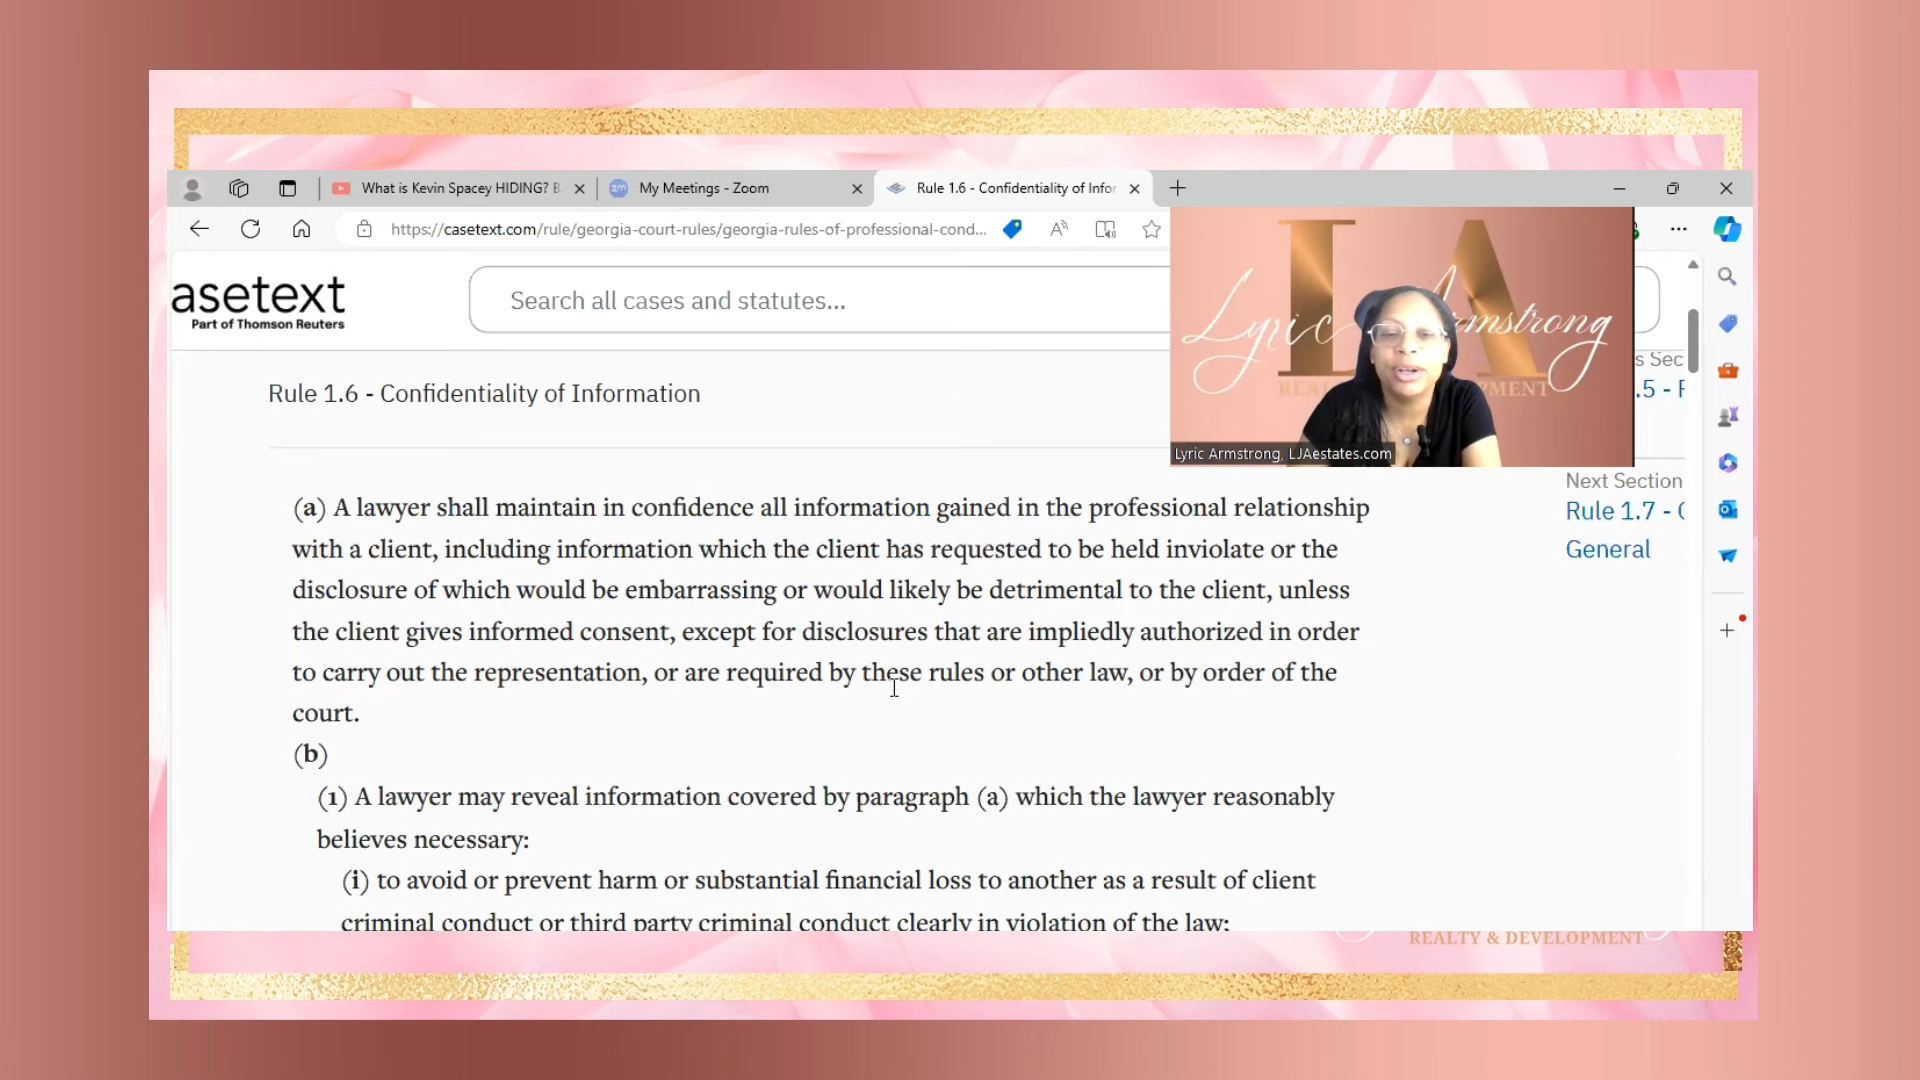 What is Kevin Spacey HIDING? B
My Meetings - Zoom
Rule 1.6 - Confidentiality of Infor
https://casetext.com/rule/georgia-court-rules/georgia-rules-of-professional-cond...
asetext
Part of Thomson Reuters
Search all cases and statutes...
LA
Lyric Armstrong
Lyric Armstrong, LJAestates.com
s Sec
.5 - F
Rule 1.6 - Confidentiality of Information
Next Section
Rule 1.7 - C
General
(a) A lawyer shall maintain in confidence all information gained in the professional relationship
with a client, including information which the client has requested to be held inviolate or the
disclosure of which would be embarrassing or would likely be detrimental to the client, unless
the client gives informed consent, except for disclosures that are impliedly authorized in order
to carry out the representation, or are required by these rules or other law, or by order of the
court.
(b)
(1) A lawyer may reveal information covered by paragraph (a) which the lawyer reasonably
believes necessary:
(i) to avoid or prevent harm or substantial financial loss to another as a result of client
criminal conduct or third party criminal conduct clearly in violation of the law;
REALTY & DEVELOPMENT